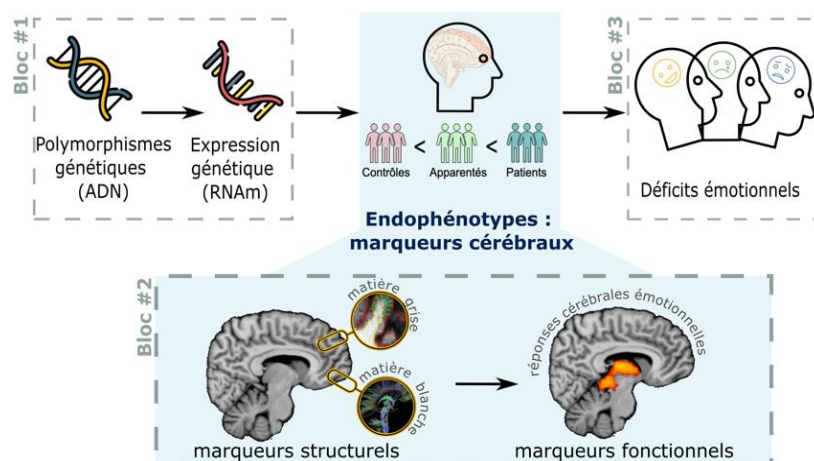 Bloc #1
Polymorphismes
génétiques
(ADN)
Expression
génétique
(RNAm)
Contrôles
<
Apparentés
<
Patients
Endophénotypes :
marqueurs cérébraux
Bloc #3
Déficits émotionnels
Bloc #2
matière grise
matière blanche
marqueurs structurels
réponses cérébrales émotionnelles
marqueurs fonctionnels